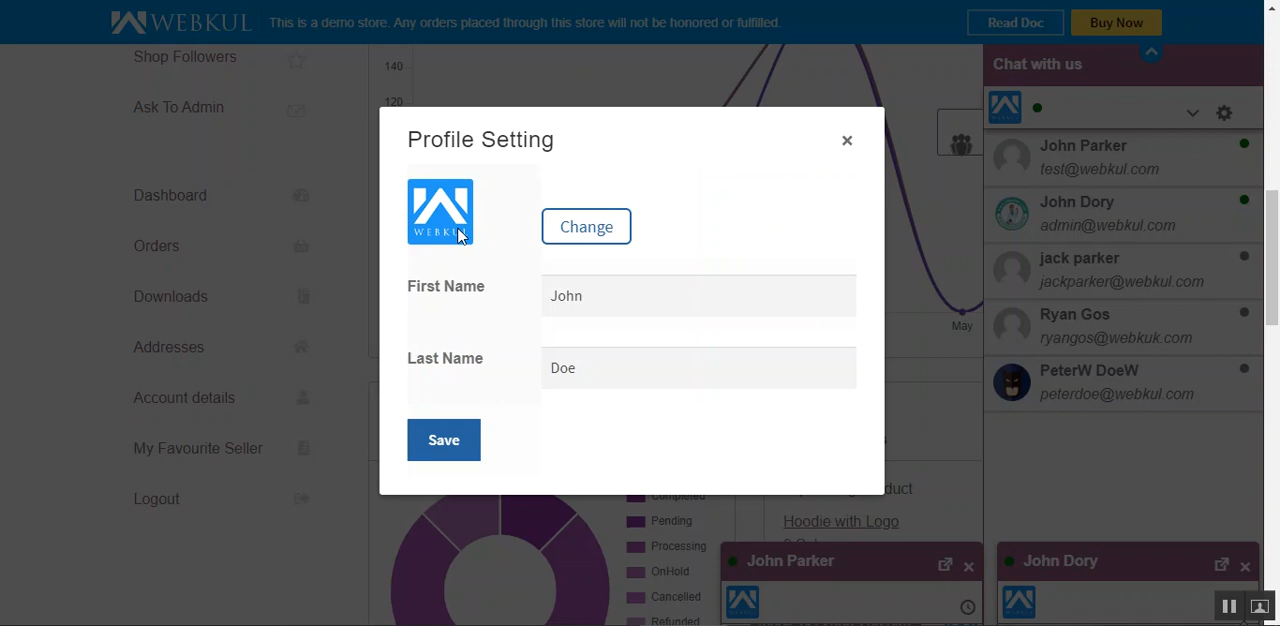 WEBKUL
This is a demo store. Any orders placed through this store will not be honored or fulfilled.
Read Doc
Buy Now
Shop Followers
Ask To Admin
Dashboard
Orders
Downloads
Addresses
Account details
My Favourite Seller
Logout
140
120
May
Profile Setting
×
WEBKUL
Change
First Name
John
Last Name
Doe
Save
Completed
Pending
Processing
OnHold
Cancelled
Refunded
Hoodie with Logo
Chat with us
John Parker
test@webkul.com
John Dory
admin@webkul.com
jack parker
jackparker@webkul.com
Ryan Gos
ryangos@webkuk.com
PeterW DoeW
peterdoe@webkul.com
John Parker
John Dory